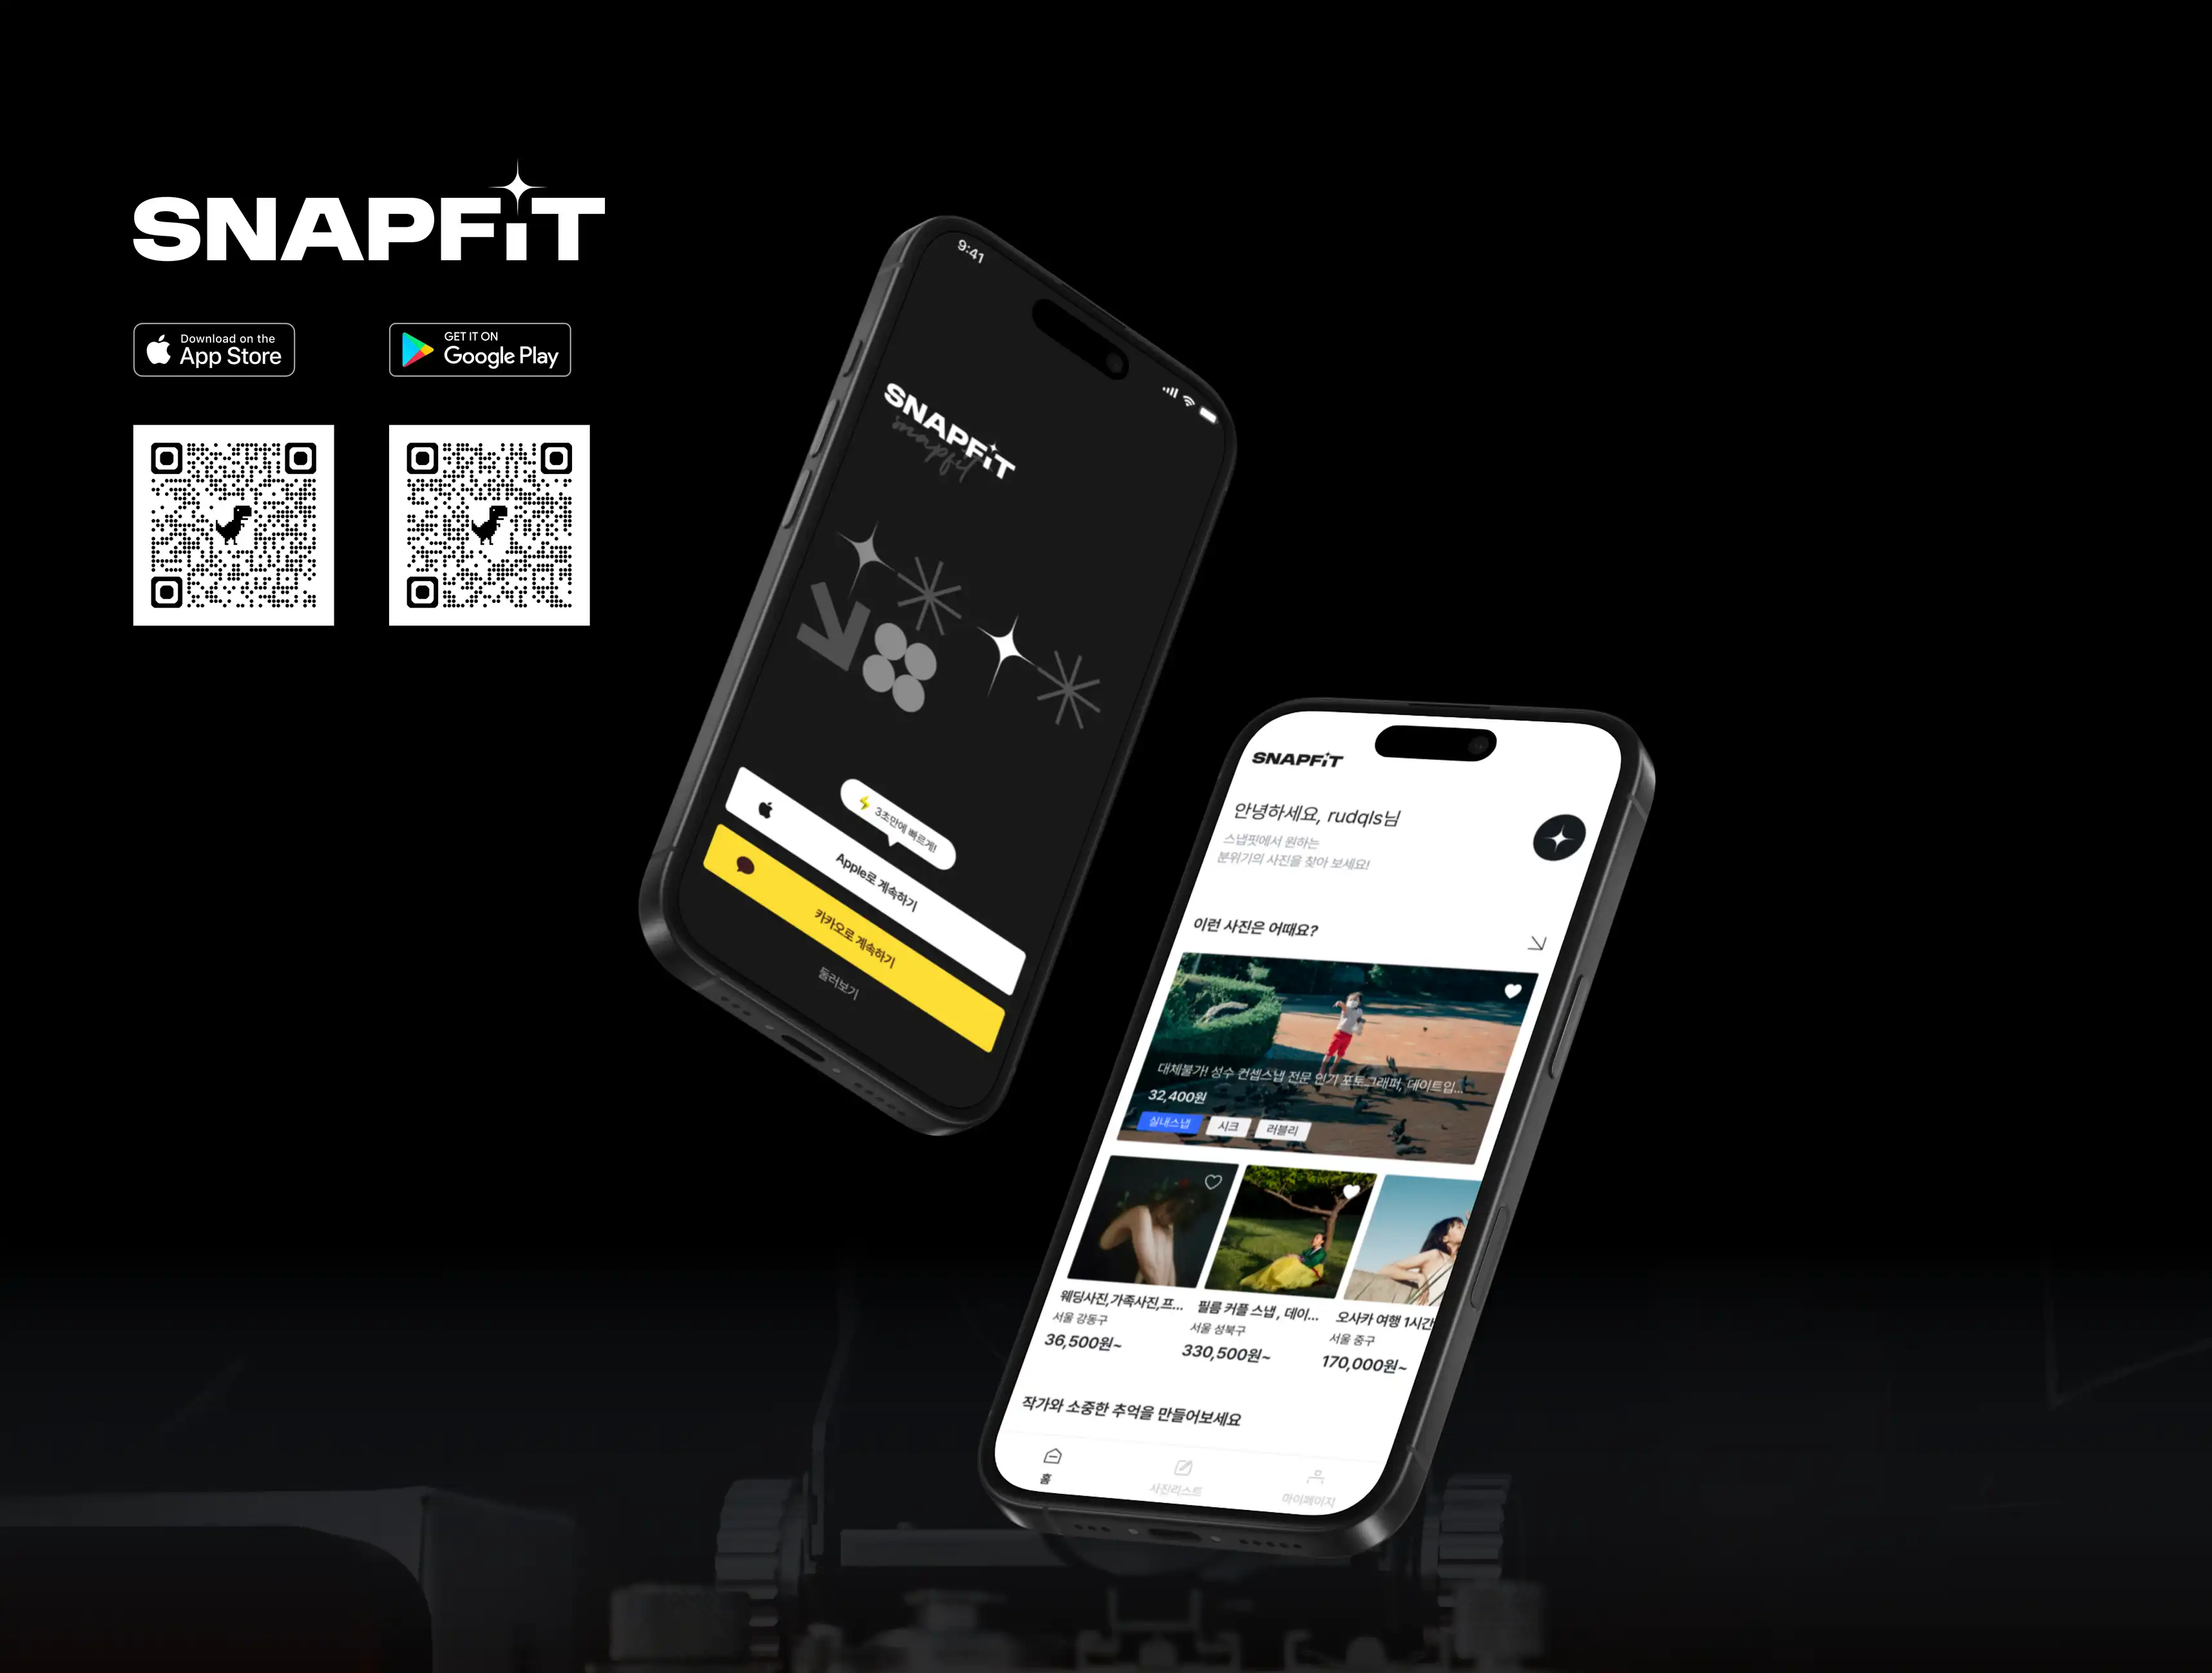 SNAPFiT
Download on the
App Store
GET IT ON
Google Play
9:41
SNAPFiT
snapfit
⚡ 3초만에 빠르게!
Apple로 계속하기
카카오로 계속하기
둘러보기
SNAPFiT
안녕하세요, rudqls님
스냅핏에서 원하는
분위기의 사진을 찾아 보세요!
이런 사진은 어때요?
대체불가! 성수 컨셉스냅 전문 인기 포토그래퍼, 데이트입...
32,400원
실내스냅 시크 러블리
웨딩사진,가족사진,프...
서울 강동구
36,500원~
필름 커플 스냅 , 데이...
서울 성북구
330,500원~
오사카 여행 1시간
서울 중구
170,000원~
작가와 소중한 추억을 만들어보세요
홈
사진리스트
마이페이지